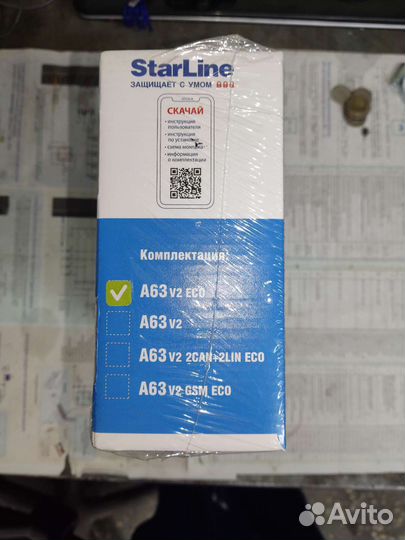 StarLine
ЗАЩИЩАЕТ С УМОМ
СКАЧАЙ
• инструкция
пользователя
• инструкция
по установке
• схема монтажа
• информация
о комплектации
Комплектация:
A63 V2 ECO
A63 V2
A63 V2 2CAN+2LIN ECO
A63 V2 GSM ECO
Avito